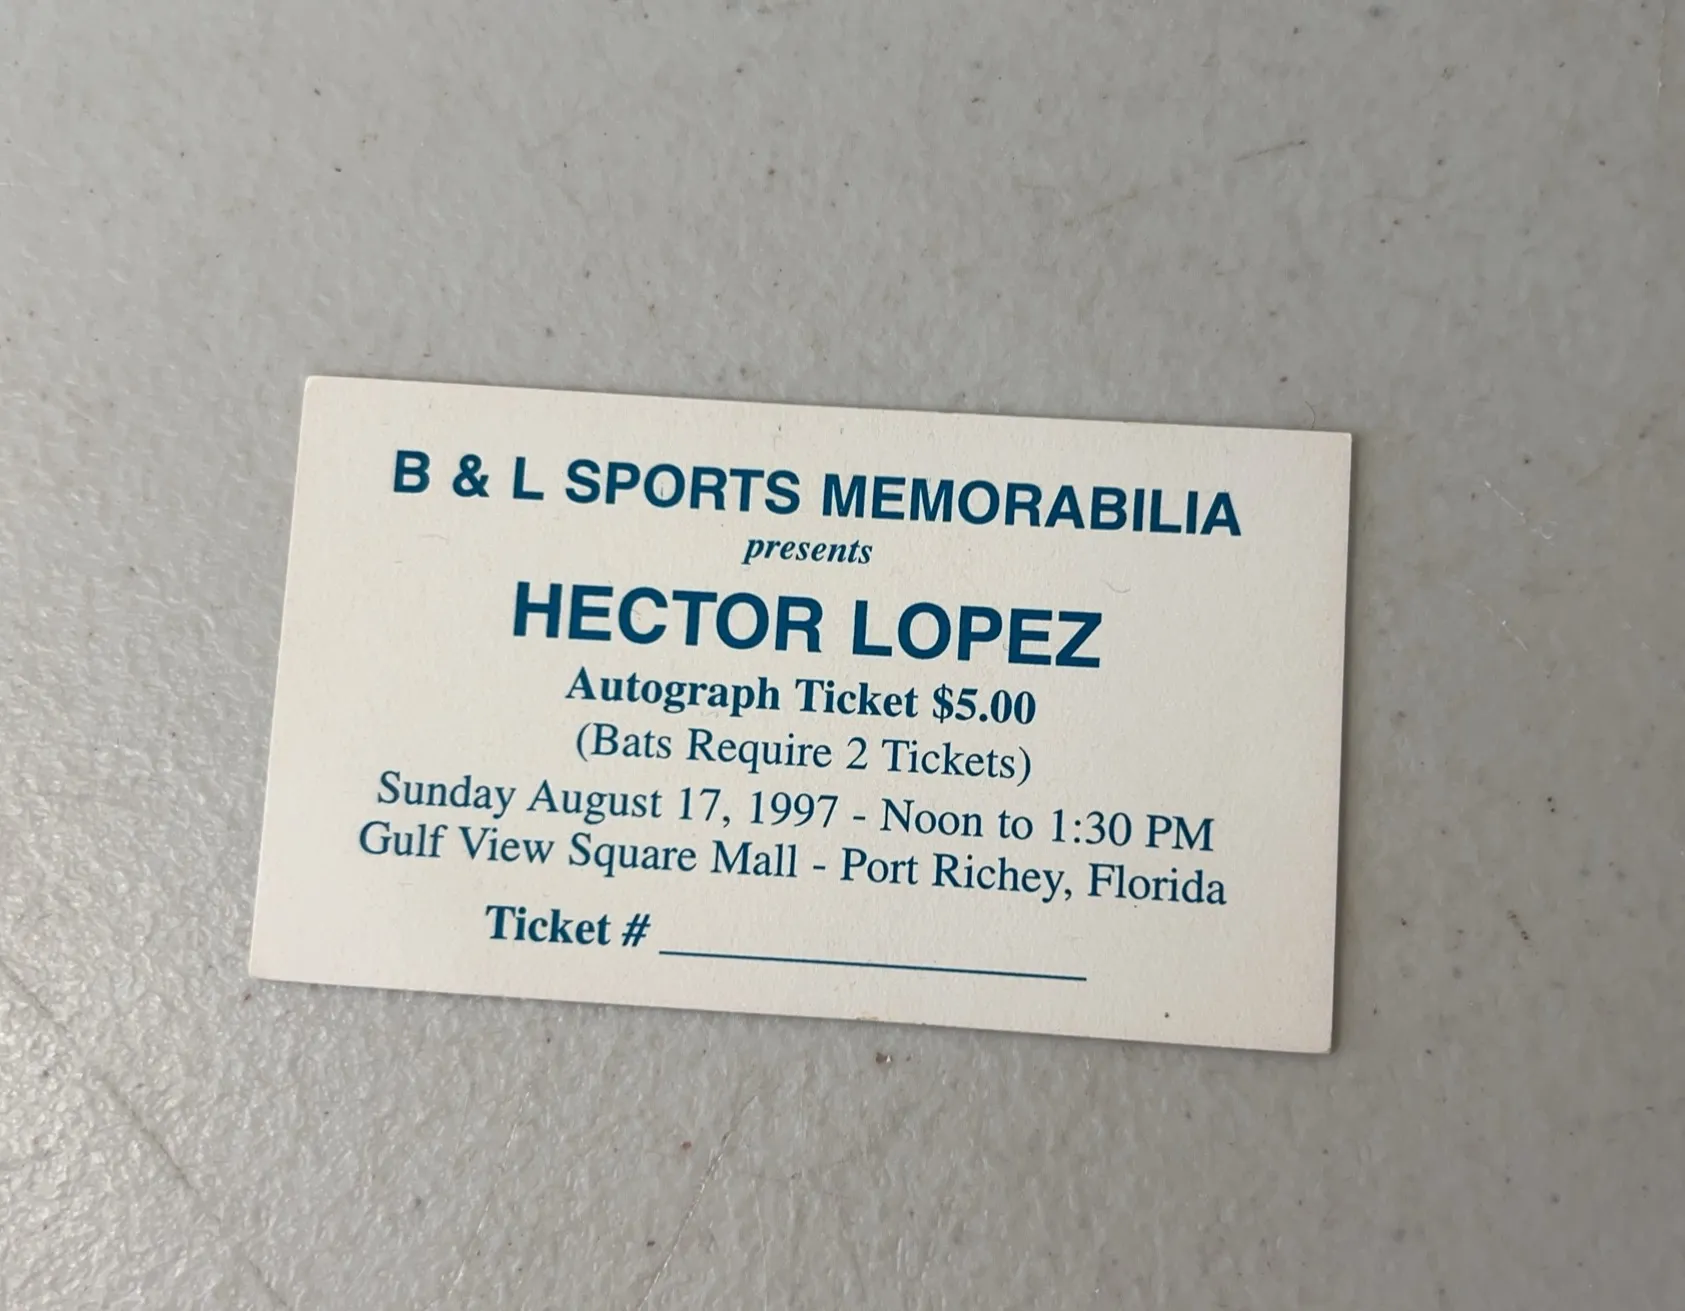 B & L SPORTS MEMORABILIA
presents
HECTOR LOPEZ
Autograph Ticket $5.00
(Bats Require 2 Tickets)
Sunday August 17, 1997 - Noon to 1:30 PM
Gulf View Square Mall - Port Richey, Florida
Ticket # ____________